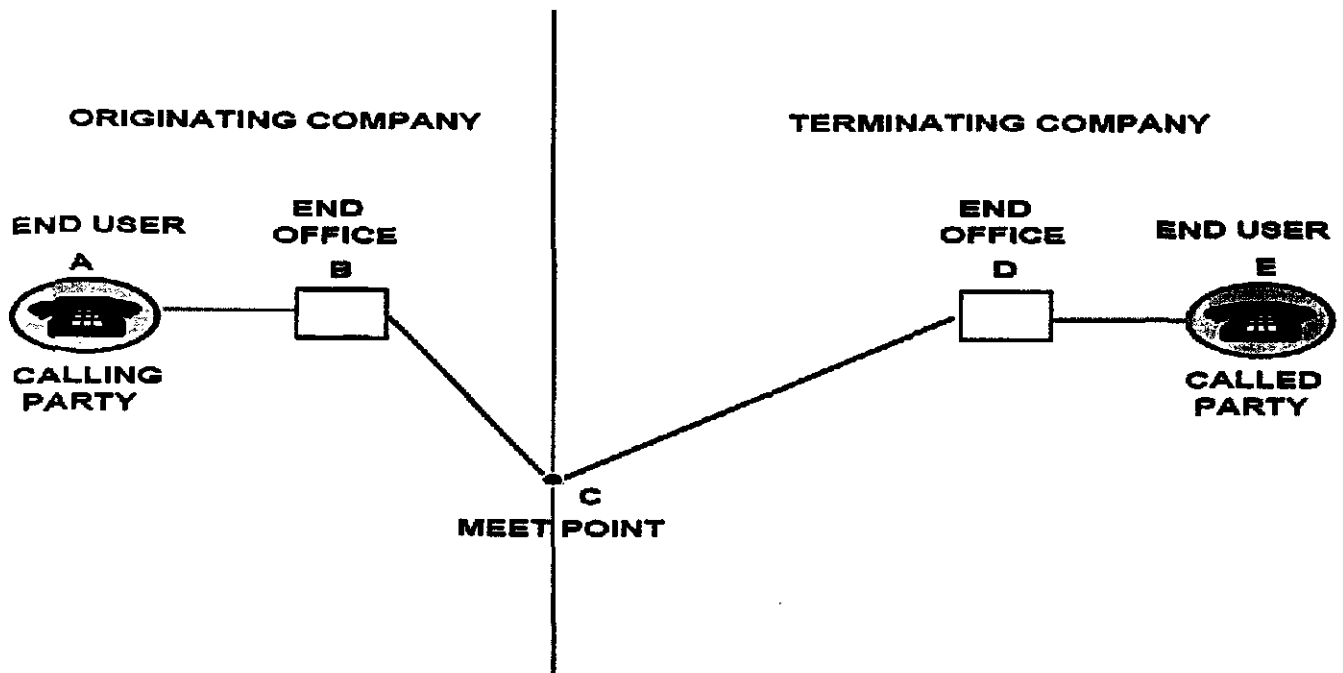 ORIGINATING COMPANY
TERMINATING COMPANY
END USER
A
CALLING
PARTY
END
OFFICE
B
C
MEET POINT
END
OFFICE
D
END USER
E
CALLED
PARTY